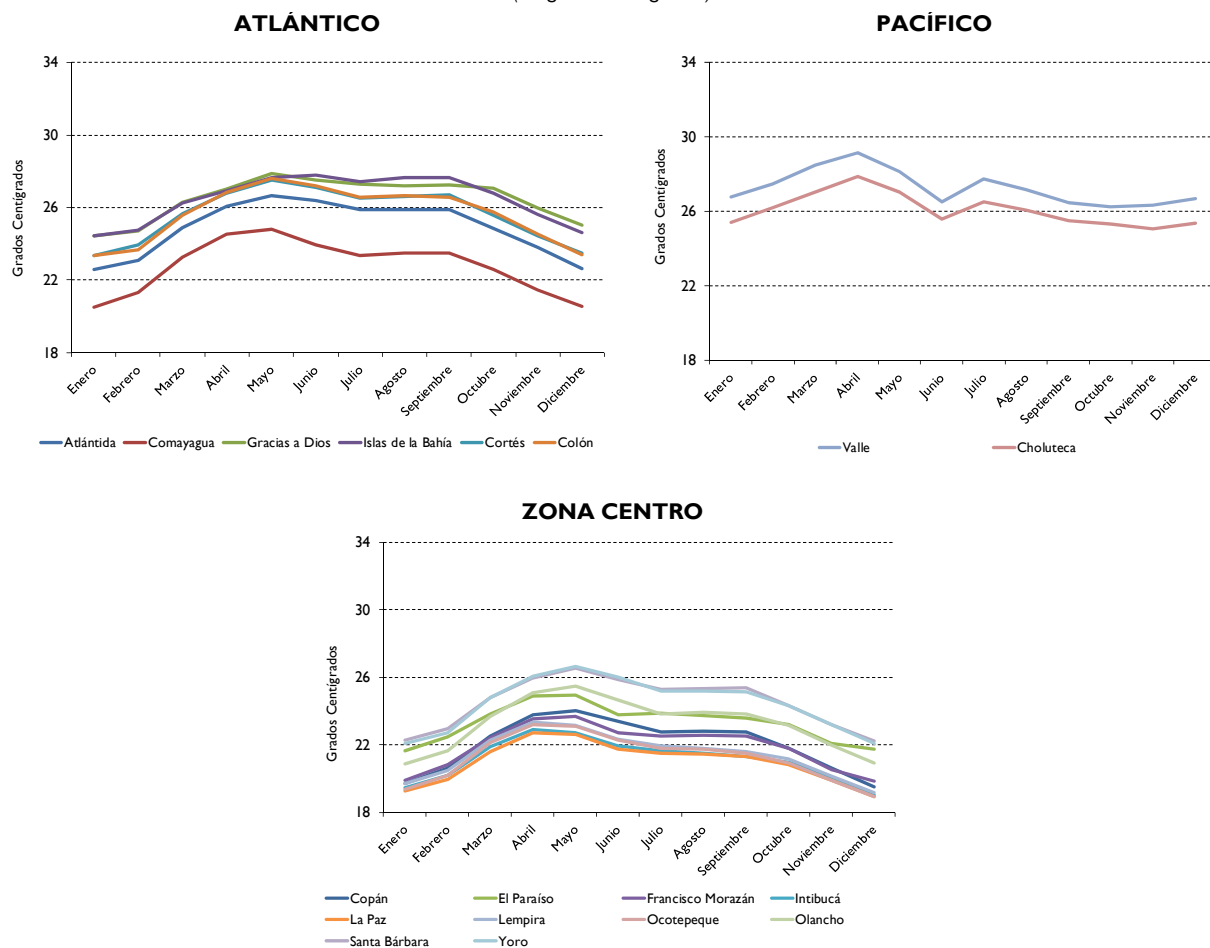 ATLÁNTICO
34
30
26
22
18
Grados Centígrados
Enero
Febrero
Marzo
Abril
Mayo
Junio
Julio
Agosto
Septiembre
Octubre
Noviembre
Diciembre
Atlántida Comayagua Gracias a Dios Islas de la Bahía Cortés Colón
PACÍFICO
34
30
26
22
18
Grados Centígrados
Enero
Febrero
Marzo
Abril
Mayo
Junio
Julio
Agosto
Septiembre
Octubre
Noviembre
Diciembre
Valle Choluteca
ZONA CENTRO
34
30
26
22
18
Grados Centígrados
Enero
Febrero
Marzo
Abril
Mayo
Junio
Julio
Agosto
Septiembre
Octubre
Noviembre
Diciembre
Copán El Paraíso Francisco Morazán Intibucá
La Paz Lempira Ocotepeque Olancho
Santa Bárbara Yoro